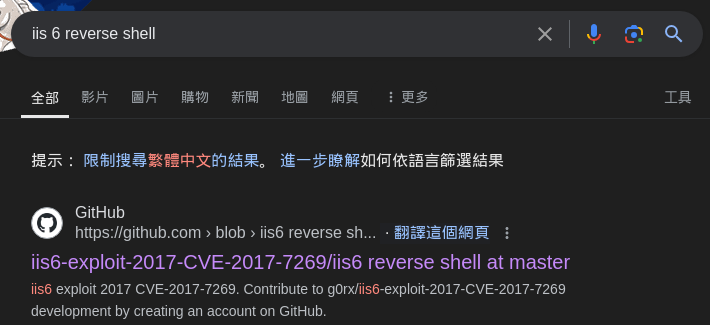 iis 6 reverse shell
全部 影片 圖片 購物 新聞 地圖 網頁 ⋮ 更多 工具
提示： 限制搜尋繁體中文的結果。 進一步瞭解如何依語言篩選結果
GitHub
https://github.com › blob › iis6 reverse sh... · 翻譯這個網頁
iis6-exploit-2017-CVE-2017-7269/iis6 reverse shell at master
iis6 exploit 2017 CVE-2017-7269. Contribute to g0rx/iis6-exploit-2017-CVE-2017-7269
development by creating an account on GitHub.